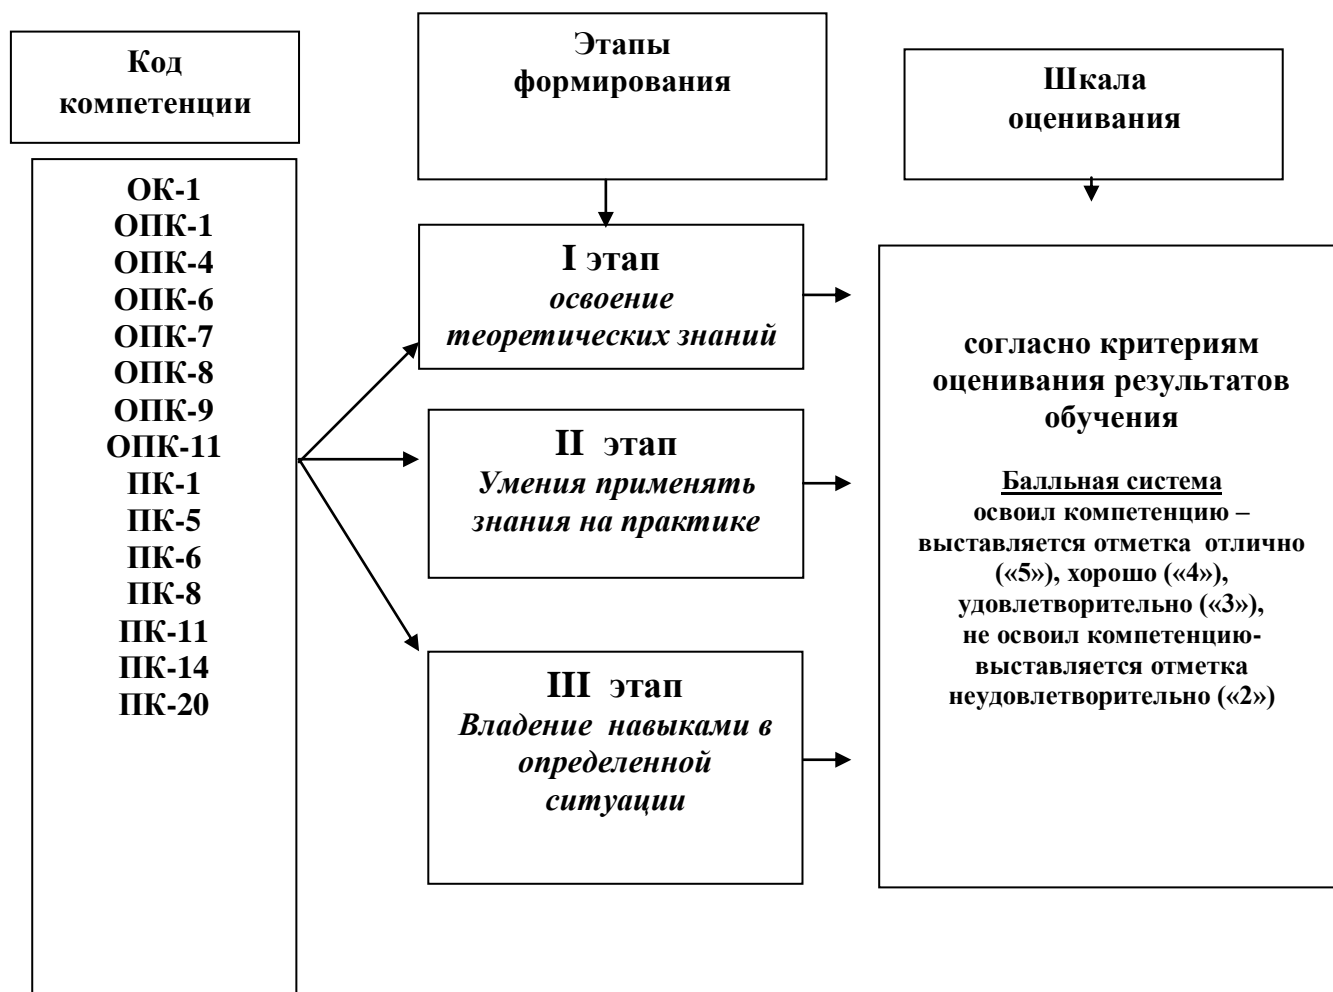 Код
компетенции
ОК-1
ОПК-1
ОПК-4
ОПК-6
ОПК-7
ОПК-8
ОПК-9
ОПК-11
ПК-1
ПК-5
ПК-6
ПК-8
ПК-11
ПК-14
ПК-20
Этапы
формирования
I этап
освоение
теоретических знаний
II этап
Умения применять
знания на практике
III этап
Владение навыками в
определенной
ситуации
Шкала
оценивания
согласно критериям
оценивания результатов
обучения
Балльная система
освоил компетенцию –
выставляется отметка отлично
(«5»), хорошо («4»),
удовлетворительно («3»),
не освоил компетенцию-
выставляется отметка
неудовлетворительно («2»)